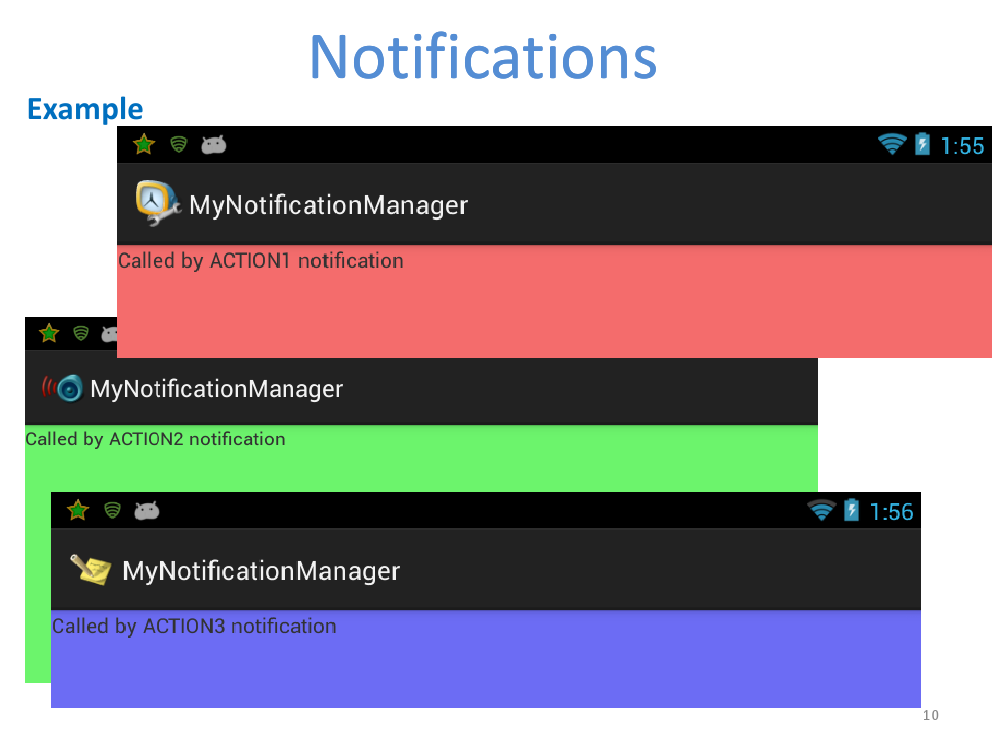 Notifications
Example
1:55
MyNotificationManager
Called by ACTION1 notification
MyNotificationManager
Called by ACTION2 notification
1:56
MyNotificationManager
Called by ACTION3 notification
10